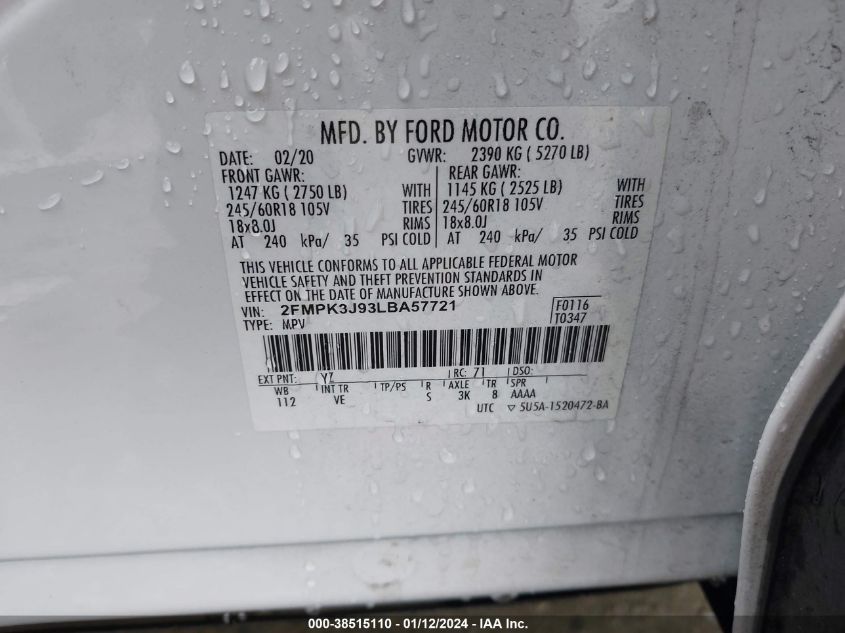 MFD. BY FORD MOTOR CO.
DATE: 02/20 GVWR: 2390 KG ( 5270 LB)
FRONT GAWR: REAR GAWR:
1247 KG ( 2750 LB) WITH 1145 KG ( 2525 LB) WITH
245/60R18 105V TIRES 245/60R18 105V TIRES
18x8.0J RIMS 18x8.0J RIMS
AT 240 kPa/ 35 PSI COLD AT 240 kPa/ 35 PSI COLD
THIS VEHICLE CONFORMS TO ALL APPLICABLE FEDERAL MOTOR
VEHICLE SAFETY AND THEFT PREVENTION STANDARDS IN
EFFECT ON THE DATE OF MANUFACTURE SHOWN ABOVE.
VIN: 2FMPK3J93LBA57721 F0116
TYPE: MPV T0347
EXT PNT: YZ RC: 71 DSO:
WB INT TR TP/PS R AXLE TR SPR
112 VE S 3K 8 AAAA
UTC ▽ 5U5A-1520472-BA
000-38515110 - 01/12/2024 - IAA Inc.